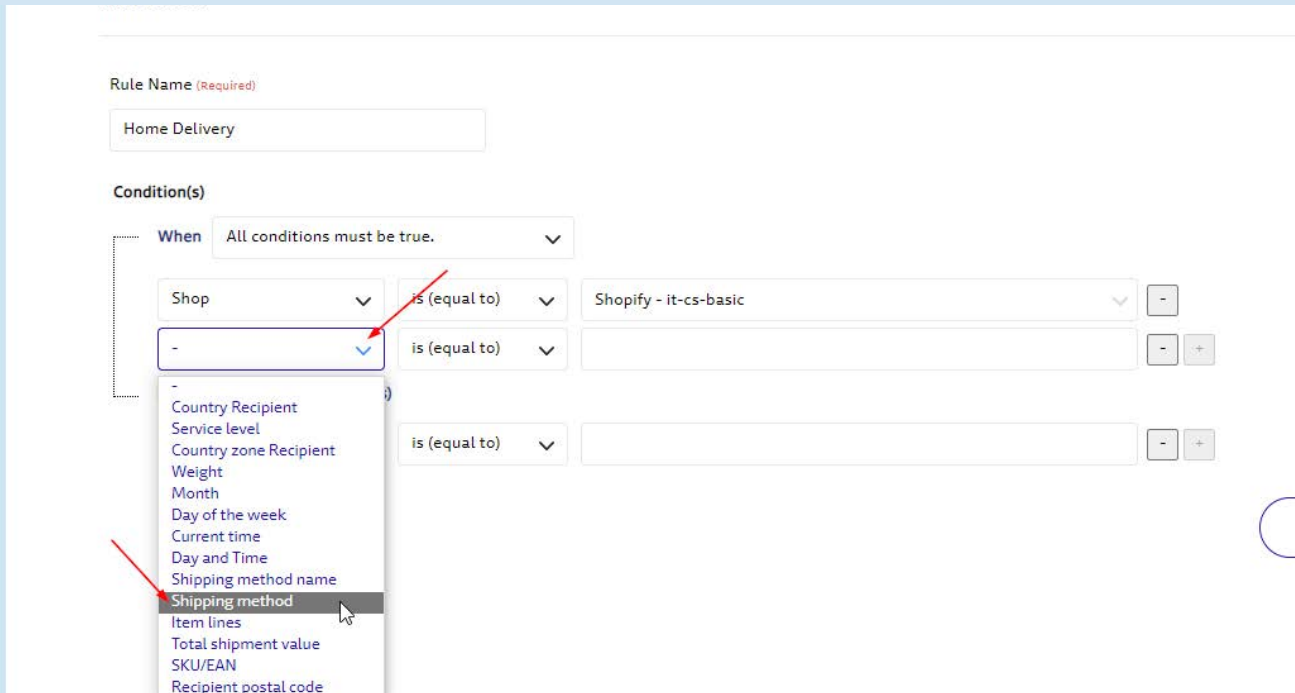 Rule Name (Required)
Home Delivery
Condition(s)
When All conditions must be true.
Shop is (equal to) Shopify - it-cs-basic -
- is (equal to) - +
-
s)
Country Recipient
Service level
Country zone Recipient
is (equal to) - +
Weight
Month
Day of the week
Current time
Day and Time
Shipping method name
Shipping method
Item lines
Total shipment value
SKU/EAN
Recipient postal code